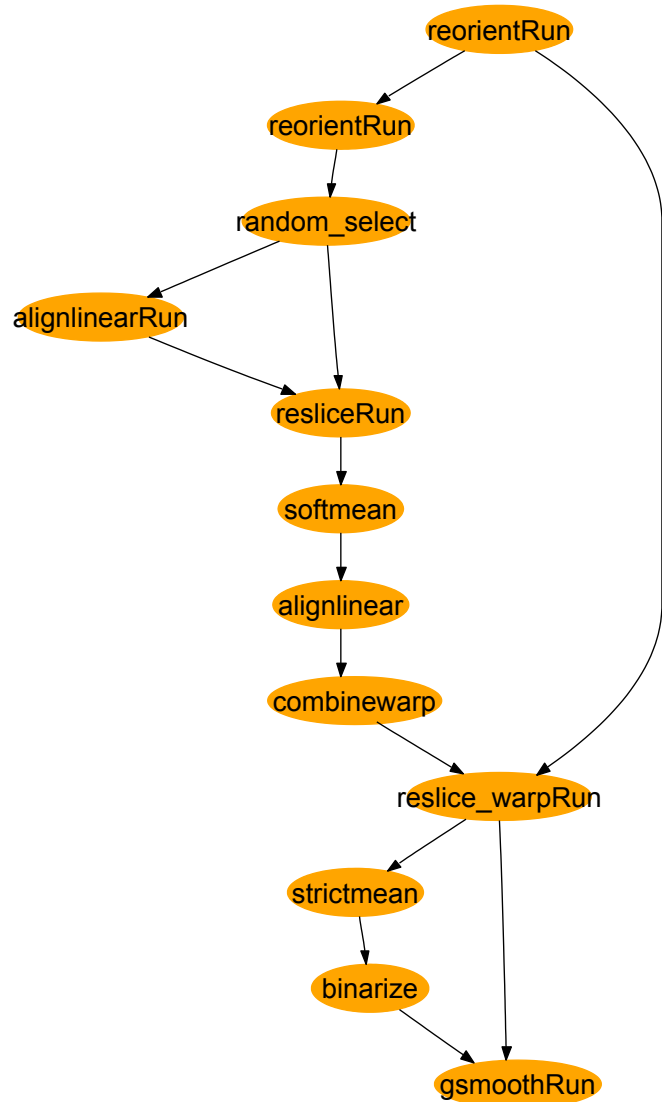 reorientRun
reorientRun
random_select
alignlinearRun
resliceRun
softmean
alignlinear
combinewarp
reslice_warpRun
strictmean
binarize
gsmoothRun